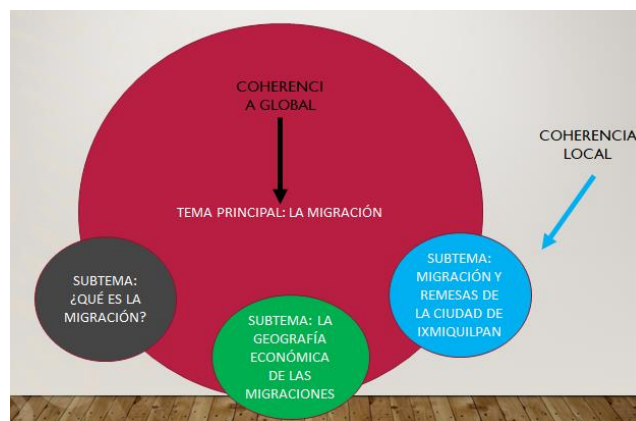 COHERENCI
A GLOBAL
COHERENCIA
LOCAL
TEMA PRINCIPAL: LA MIGRACIÓN
SUBTEMA:
¿QUÉ ES LA
MIGRACIÓN?
SUBTEMA: LA
GEOGRAFÍA
ECONÓMICA
DE LAS
MIGRACIONES
SUBTEMA:
MIGRACIÓN Y
REMESAS DE
LA CIUDAD DE
IXMIQUILPAN